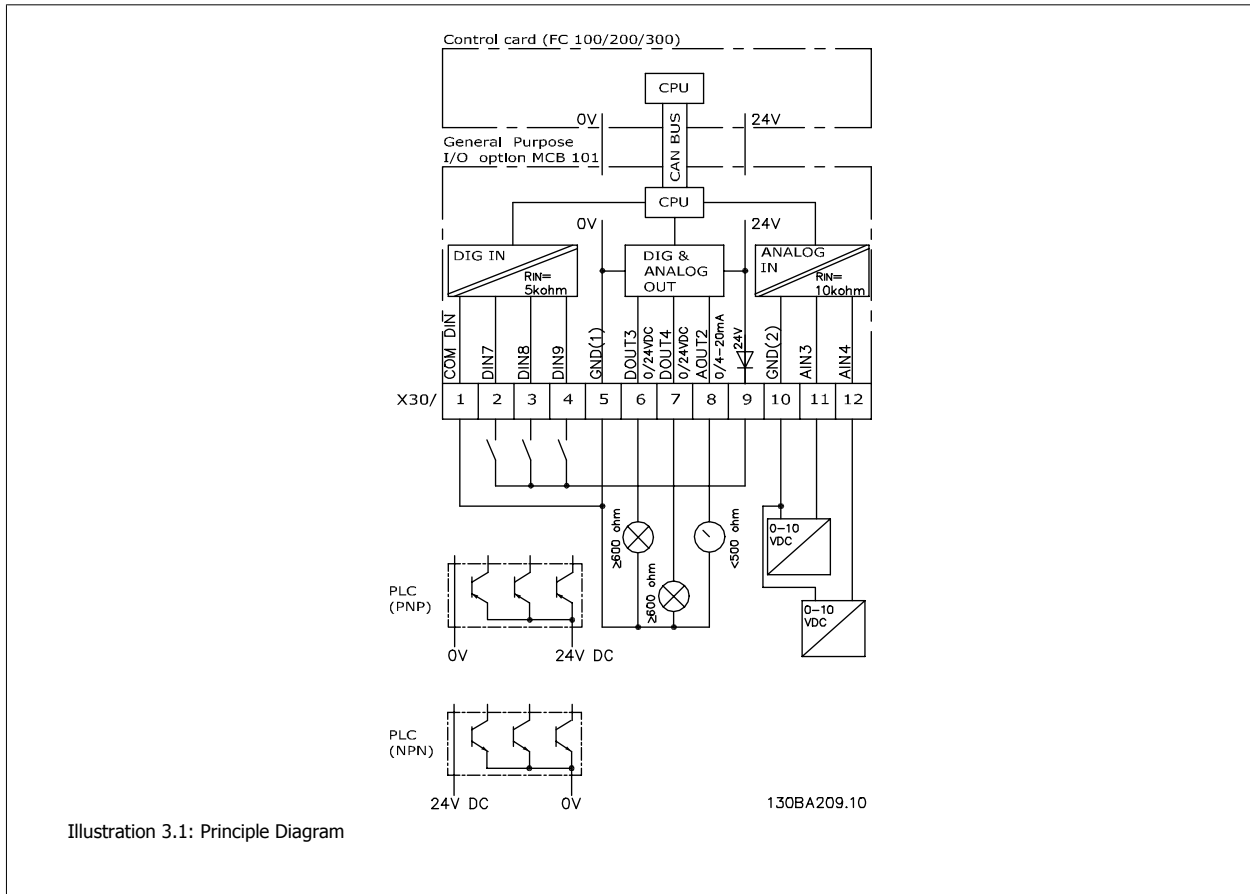 Control card (FC 100/200/300)
CPU
0V
24V
CAN BUS
General Purpose
I/O option MCB 101
CPU
0V
24V
DIG IN
RIN=
5kohm
DIG &
ANALOG
OUT
ANALOG
IN
RIN=
10kohm
COM DIN
DIN7
DIN8
DIN9
GND(1)
DOUT3
0/24VDC
DOUT4
0/24VDC
AOUT2
0/4-20mA
24V
GND(2)
AIN3
AIN4
X30/ 1 2 3 4 5 6 7 8 9 10 11 12
≥600 ohm
≥600 ohm
<500 ohm
0-10
VDC
0-10
VDC
PLC
(PNP)
0V
24V DC
PLC
(NPN)
24V DC
0V
130BA209.10
Illustration 3.1: Principle Diagram